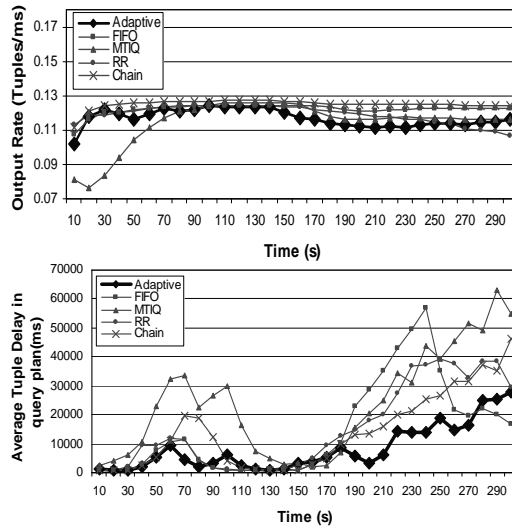 Output Rate (Tuples/ms)
0.17
0.15
0.13
0.11
0.09
0.07
Adaptive
FIFO
MTIQ
RR
Chain
10 30 50 70 90 110 130 150 170 190 210 230 250 270 290
Time (s)
Average Tuple Delay in
query plan(ms)
70000
60000
50000
40000
30000
20000
10000
0
Adaptive
FIFO
MTIQ
RR
Chain
10 30 50 70 90 110 130 150 170 190 210 230 250 270 290
Time (s)